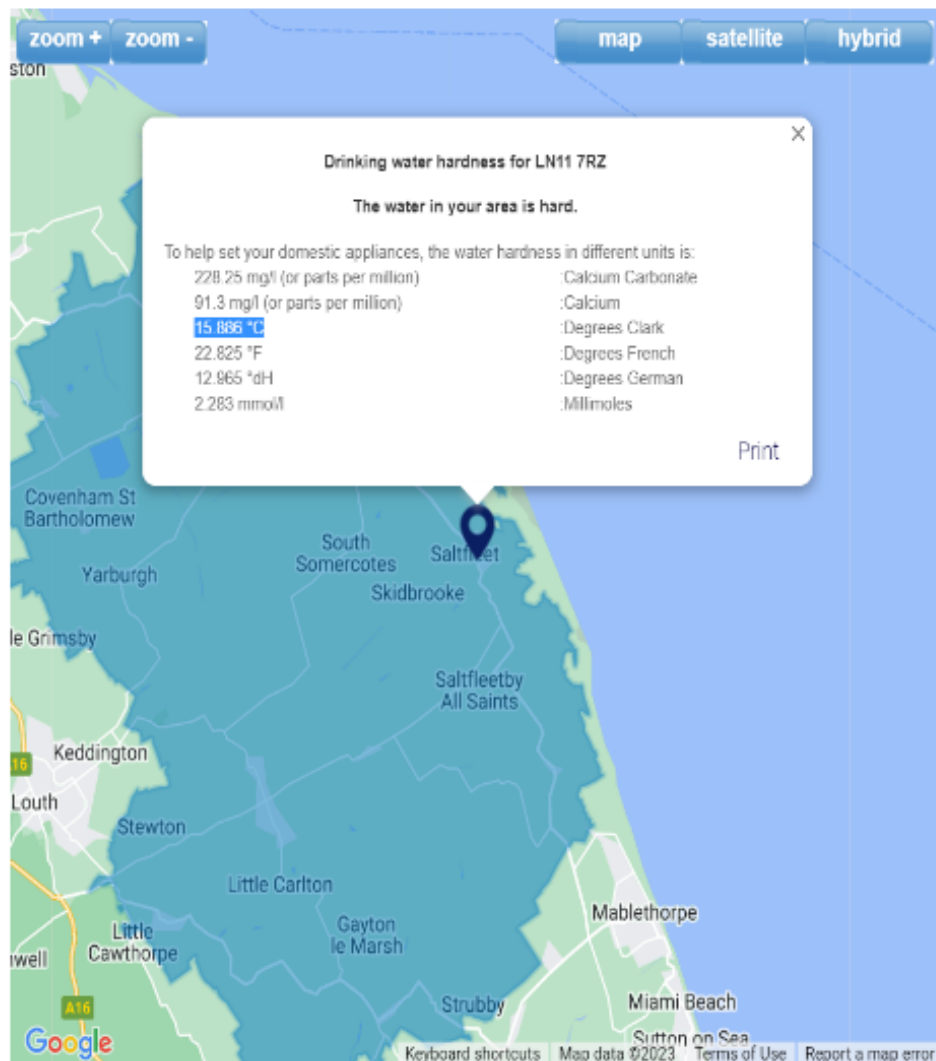 zoom + zoom -
map satellite hybrid
ston
X
Drinking water hardness for LN11 7RZ
The water in your area is hard.
To help set your domestic appliances, the water hardness in different units is:
228.25 mg/l (or parts per million) :Calcium Carbonate
91.3 mg/l (or parts per million) :Calcium
15.886 °C :Degrees Clark
22.825 °F :Degrees French
12.965 °dH :Degrees German
2.283 mmol/l :Millimoles
Print
Covenham St
Bartholomew
South
Somercotes
Saltfleet
Yarburgh
Skidbrooke
le Grimsby
Saltfleetby
All Saints
Keddington
16
Louth
Stewton
Little Carlton
Mablethorpe
Gayton
le Marsh
Little
Cawthorpe
well
A16
Strubby
Miami Beach
Sutton on Sea
Google
Keyboard shortcuts Map data ©2023 Terms of Use Report a map error